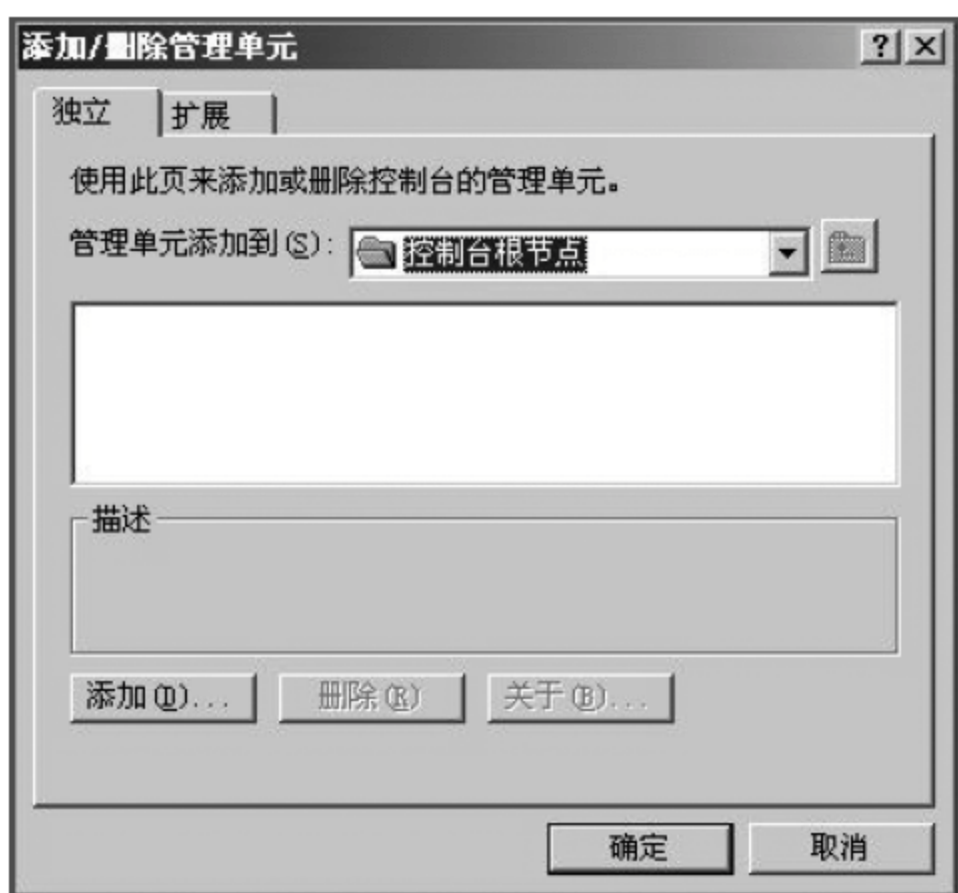 添加/删除管理单元
独立 扩展
使用此页来添加或删除控制台的管理单元。
管理单元添加到(S): 控制台根节点
描述
添加(D)... 删除(R) 关于(B)...
确定 取消